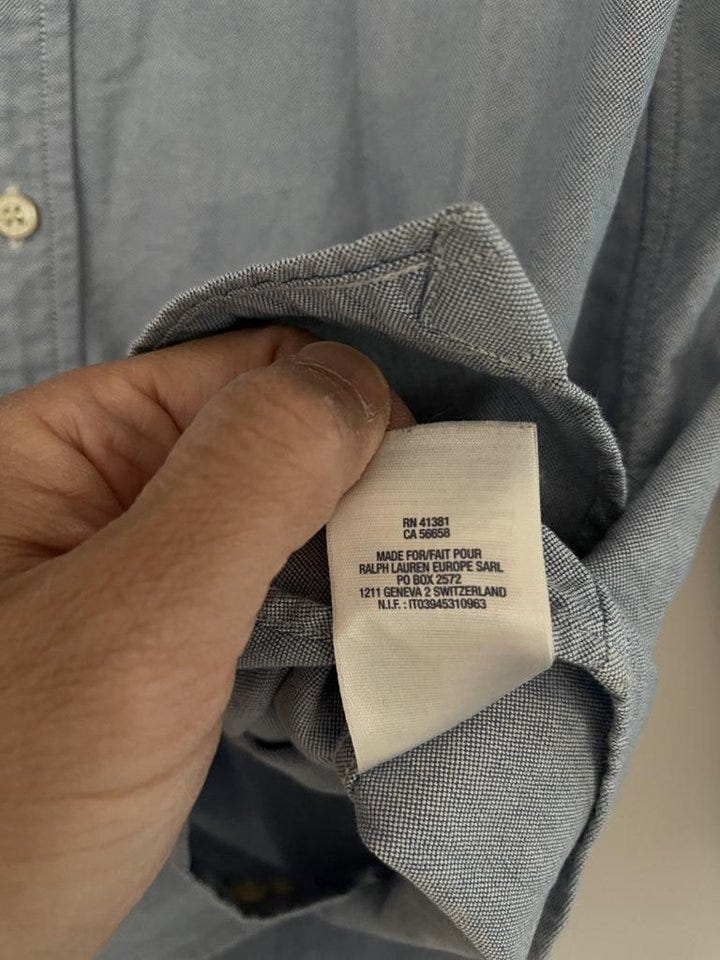 RN 41381
CA 56658
MADE FOR/FAIT POUR
RALPH LAUREN EUROPE SARL
PO BOX 2572
1211 GENEVA 2 SWITZERLAND
N.I.F. : IT03945310963